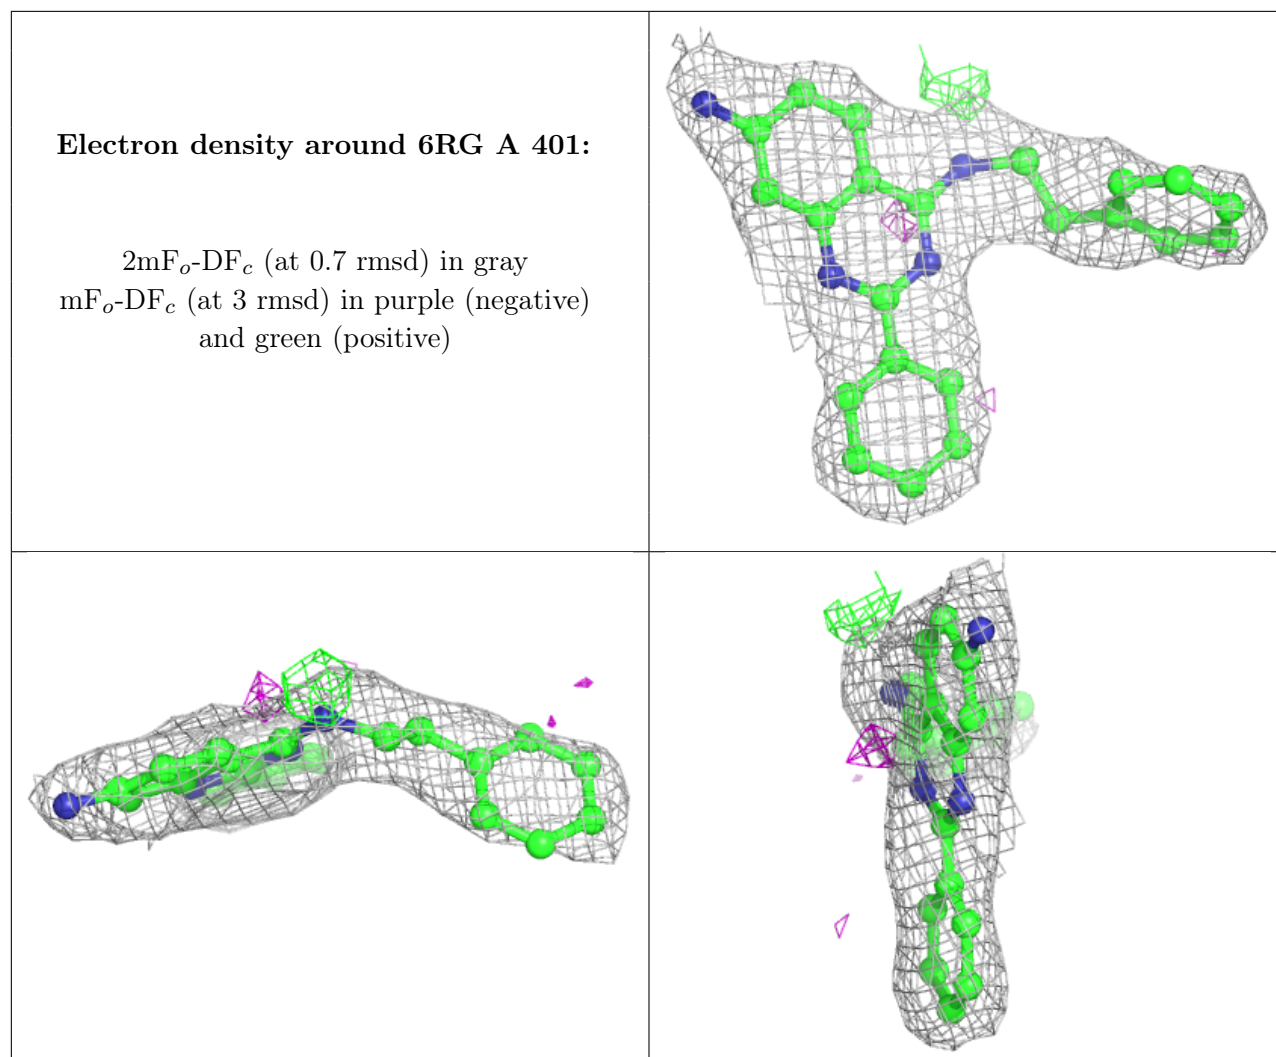 Electron density around 6RG A 401:
2mFₒ-DF𝒸 (at 0.7 rmsd) in gray
mFₒ-DF𝒸 (at 3 rmsd) in purple (negative)
and green (positive)